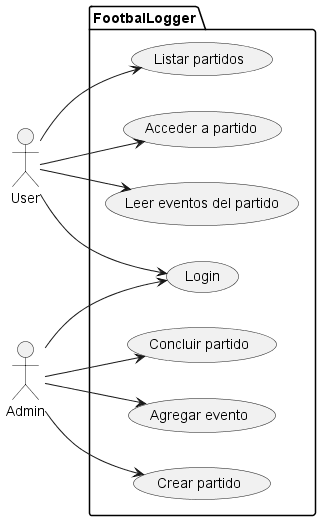 FootbalLogger
Listar partidos
Acceder a partido
User
Leer eventos del partido
Login
Concluir partido
Admin
Agregar evento
Crear partido